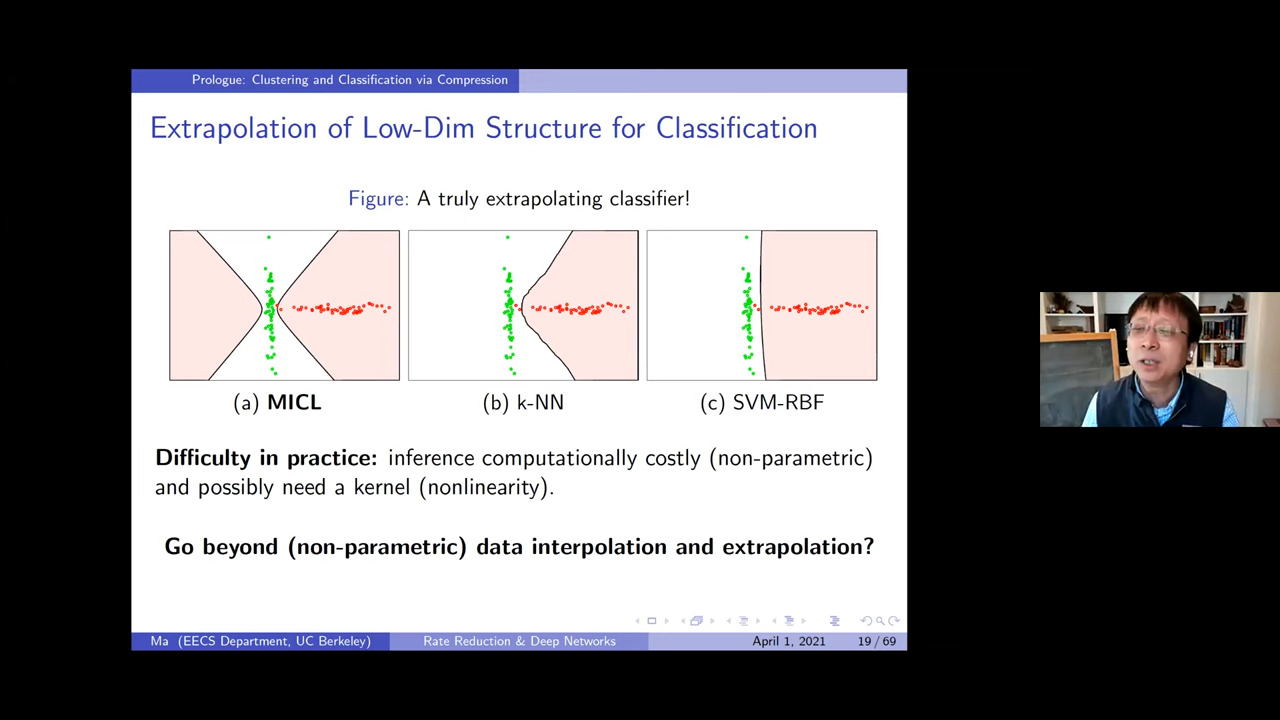 Prologue: Clustering and Classification via Compression
Extrapolation of Low-Dim Structure for Classification
Figure: A truly extrapolating classifier!
(a) MICL
(b) k-NN
(c) SVM-RBF
Difficulty in practice: inference computationally costly (non-parametric)
and possibly need a kernel (nonlinearity).
Go beyond (non-parametric) data interpolation and extrapolation?
Ma (EECS Department, UC Berkeley)
Rate Reduction & Deep Networks
April 1, 2021
19 / 69